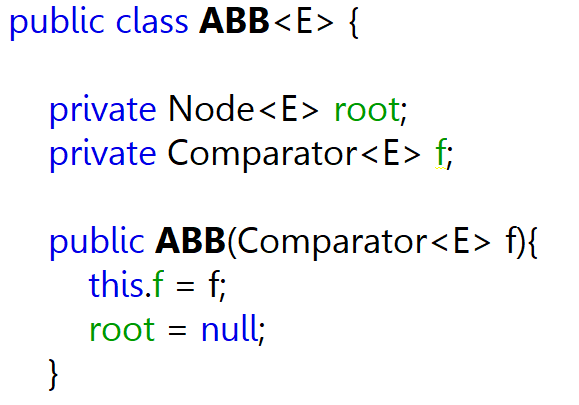 public class ABB<E> {
private Node<E> root;
private Comparator<E> f;
public ABB(Comparator<E> f){
this.f = f;
root = null;
}